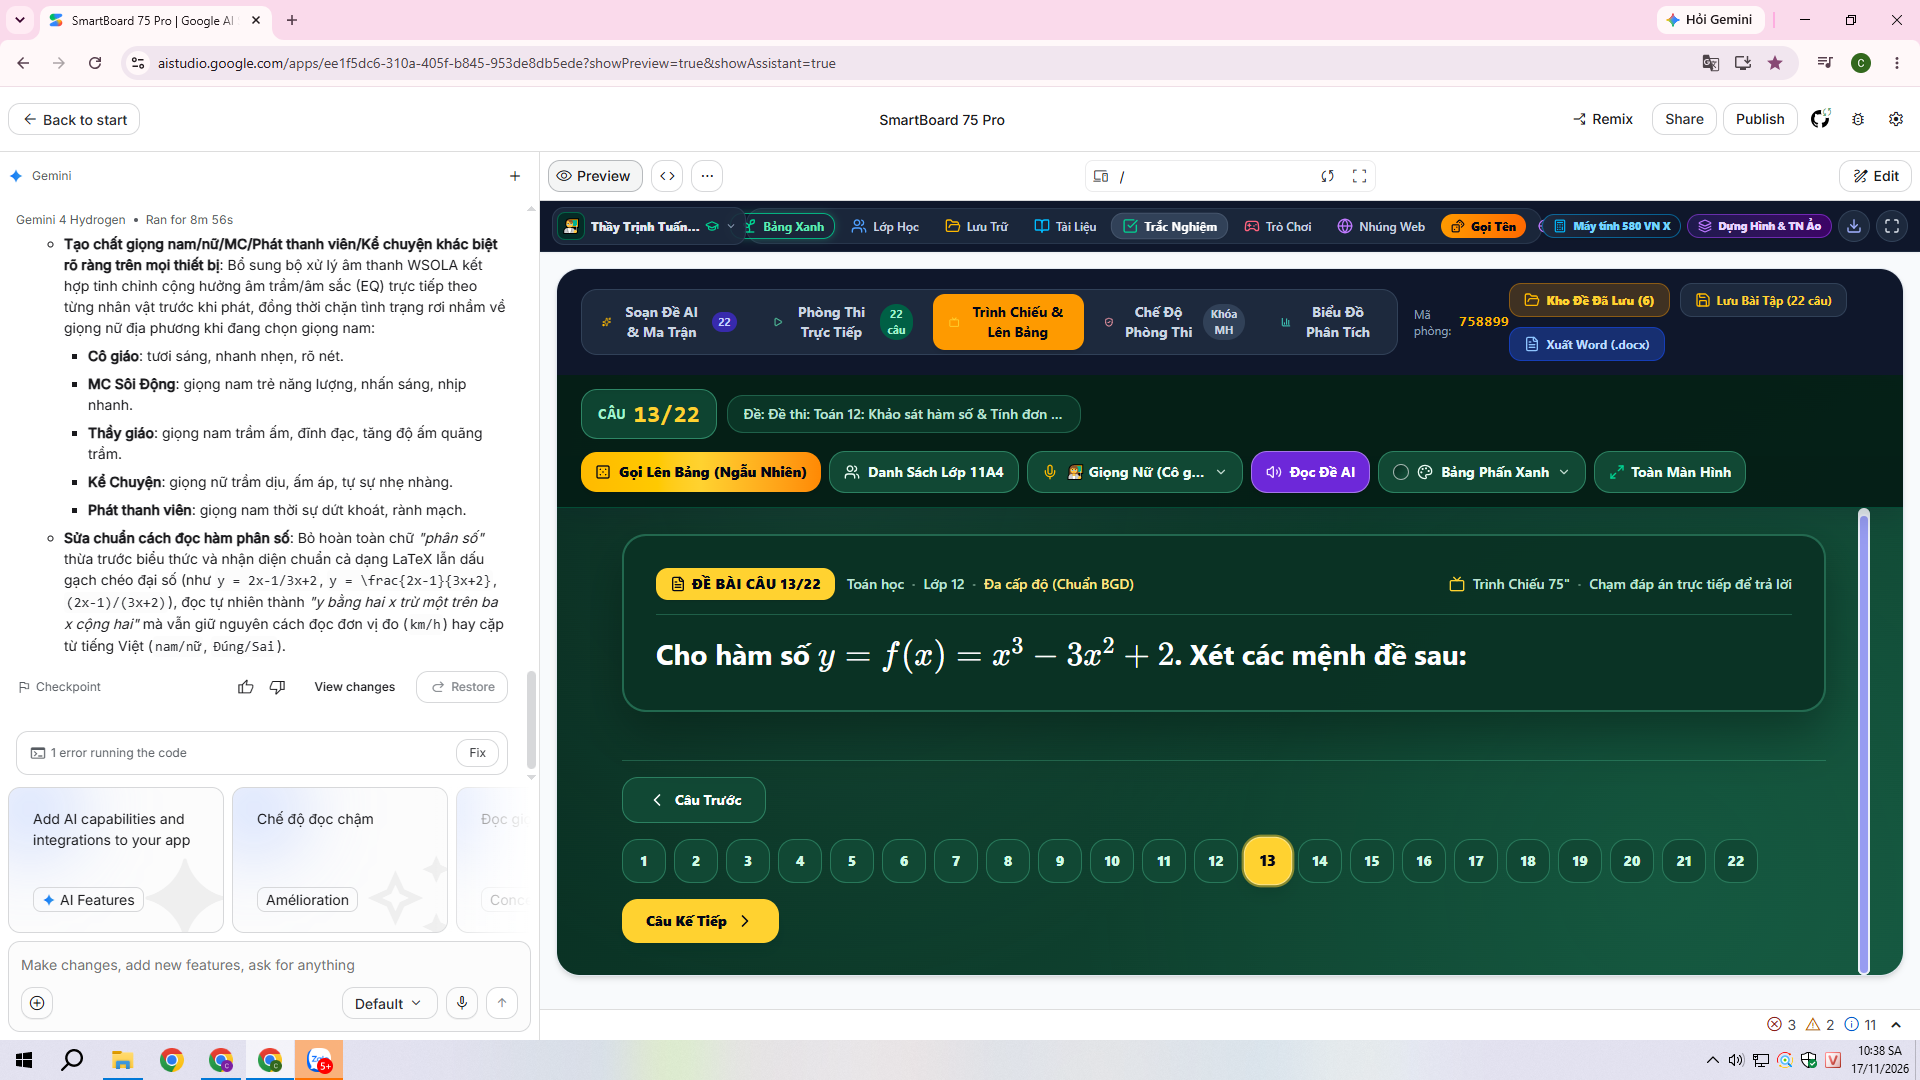 SmartBoard 75 Pro | Google AI
Hỏi Gemini
aistudio.google.com/apps/ee1f5dc6-310a-405f-b845-953de8db5ede?showPreview=true&showAssistant=true
C
Back to start
SmartBoard 75 Pro
Remix
Share
Publish
Gemini
Preview
/
Edit
Gemini 4 Hydrogen • Ran for 8m 56s
Tạo chất giọng nam/nữ/MC/Phát thanh viên/Kể chuyện khác biệt
rõ ràng trên mọi thiết bị: Bổ sung bộ xử lý âm thanh WSOLA kết
hợp tinh chỉnh cộng hưởng âm trầm/âm sắc (EQ) trực tiếp theo
từng nhân vật trước khi phát, đồng thời chặn tình trạng rơi nhầm về
giọng nữ địa phương khi đang chọn giọng nam:
Cô giáo: tươi sáng, nhanh nhẹn, rõ nét.
MC Sôi Động: giọng nam trẻ năng lượng, nhấn sáng, nhịp
nhanh.
Thầy giáo: giọng nam trầm ấm, đĩnh đạc, tăng độ ấm quãng
trầm.
Kể Chuyện: giọng nữ trầm dịu, ấm áp, tự sự nhẹ nhàng.
Phát thanh viên: giọng nam thời sự dứt khoát, rành mạch.
Sửa chuẩn cách đọc hàm phân số: Bỏ hoàn toàn chữ "phân số"
thừa trước biểu thức và nhận diện chuẩn cả dạng LaTeX lẫn dấu
gạch chéo đại số (như y = 2x-1/3x+2, y = \frac{2x-1}{3x+2},
(2x-1)/(3x+2)), đọc tự nhiên thành "y bằng hai x trừ một trên ba
x cộng hai" mà vẫn giữ nguyên cách đọc đơn vị đo (km/h) hay cặp
từ tiếng Việt (nam/nữ, Đúng/Sai).
Checkpoint
View changes
Restore
1 error running the code
Fix
Add AI capabilities and
integrations to your app
AI Features
Chế độ đọc chậm
Amélioration
Make changes, add new features, ask for anything
Default
Thầy Trịnh Tuấn...
Bảng Xanh
Lớp Học
Lưu Trữ
Tài Liệu
Trắc Nghiệm
Trò Chơi
Nhúng Web
Gọi Tên
Máy tính 580 VN X
Dựng Hình & TN Ảo
Soạn Đề AI
& Ma Trận
22
Phòng Thi
Trực Tiếp
22
câu
Trình Chiếu &
Lên Bảng
Chế Độ
Phòng Thi
Khóa
MH
Biểu Đồ
Phân Tích
Mã
phòng:
758899
Kho Đề Đã Lưu (6)
Lưu Bài Tập (22 câu)
Xuất Word (.docx)
CÂU 13/22
Đề: Đề thi: Toán 12: Khảo sát hàm số & Tính đơn ...
Gọi Lên Bảng (Ngẫu Nhiên)
Danh Sách Lớp 11A4
Giọng Nữ (Cô g...
Đọc Đề AI
Bảng Phấn Xanh
Toàn Màn Hình
ĐỀ BÀI CÂU 13/22
Toán học · Lớp 12 · Đa cấp độ (Chuẩn BGD)
Trình Chiếu 75" · Chạm đáp án trực tiếp để trả lời
Cho hàm số y = f(x) = x³ − 3x² + 2. Xét các mệnh đề sau:
Câu Trước
1 2 3 4 5 6 7 8 9 10 11 12 13 14 15 16 17 18 19 20 21 22
Câu Kế Tiếp
3 2 11
Zalo
5+
V
10:38 SA
17/11/2026